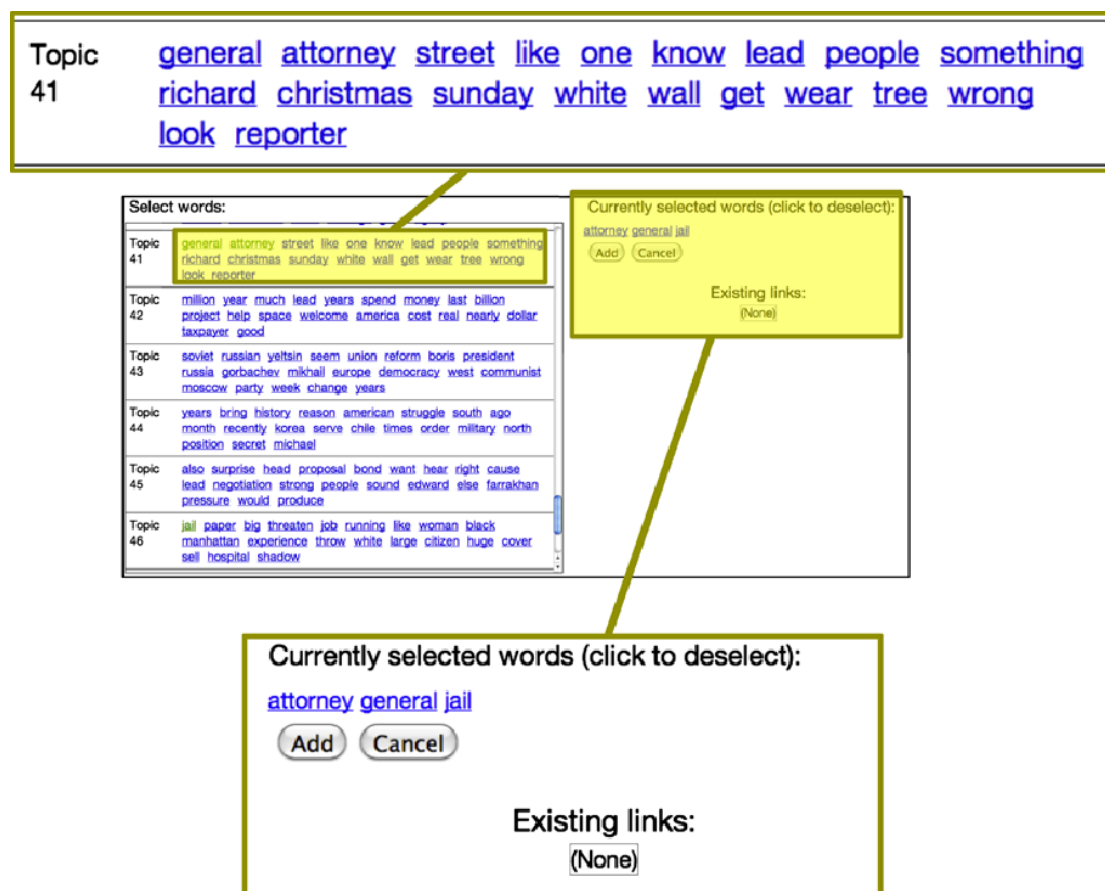 Topic general attorney street like one know lead people something
41 richard christmas sunday white wall get wear tree wrong
look reporter
Select words:
Topic general attorney street like one know lead people something
41 richard christmas sunday white wall get wear tree wrong
look reporter
Topic million year much lead years spend money last billion
42 project help space welcome america cost real nearly dollar
taxpayer good
Topic soviet russian yeltsin seem union reform boris president
43 russia gorbachev mikhail europe democracy west communist
moscow party week change years
Topic years bring history reason american struggle south ago
44 month recently korea serve chile times order military north
position secret michael
Topic also surprise head proposal bond want hear right cause
45 lead negotiation strong people sound edward else farrakhan
pressure would produce
Topic jail paper big threaten job running like woman black
46 manhattan experience throw white large citizen huge cover
sell hospital shadow
Currently selected words (click to deselect):
attorney general jail
Add Cancel
Existing links:
(None)
Currently selected words (click to deselect):
attorney general jail
Add Cancel
Existing links:
(None)